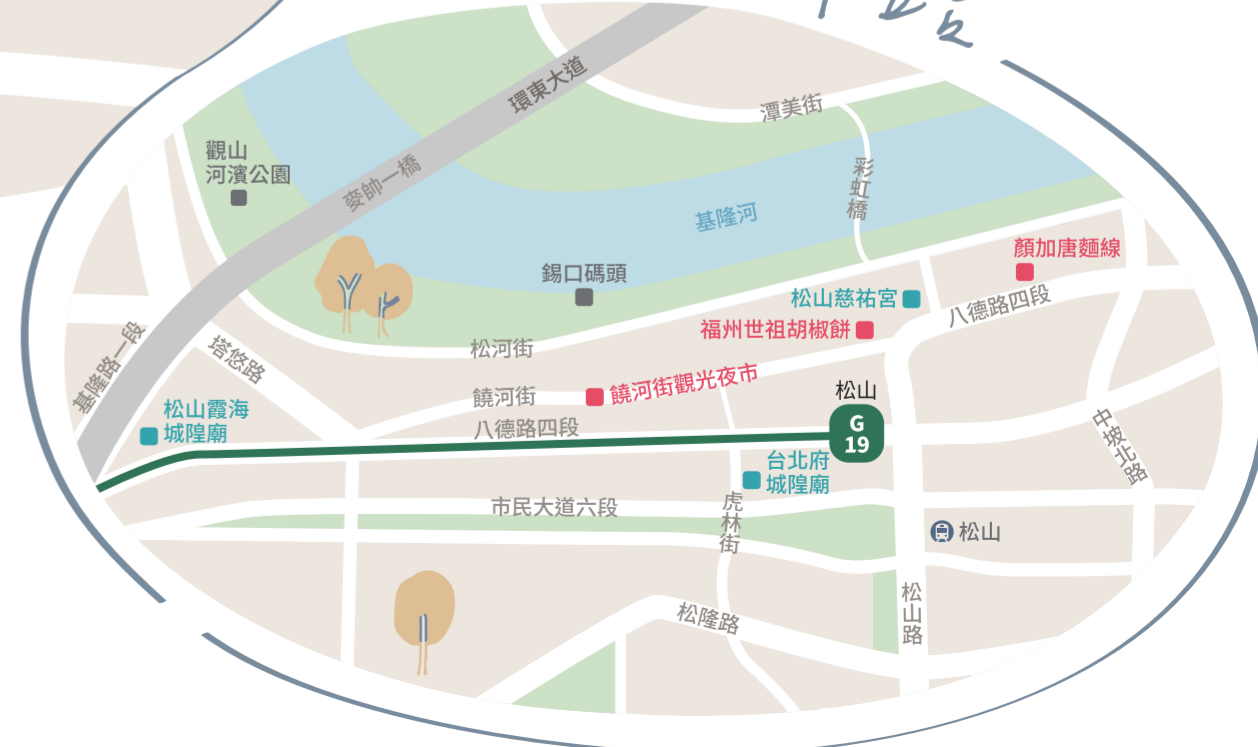 環東大道
潭美街
觀山
河濱公園
麥帥一橋
彩虹橋
基隆河
顏加唐麵線
錫口碼頭
松山慈祐宮
八德路四段
福州世祖胡椒餅
基隆路一段
塔悠路
松河街
饒河街
饒河街觀光夜市
松山
松山霞海
城隍廟
八德路四段
G
19
中坡北路
台北府
城隍廟
市民大道六段
虎林街
松山
松隆路
松山路